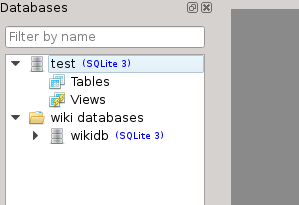 Databases
Filter by name
test (SQLite 3)
Tables
Views
wiki databases
wikidb (SQLite 3)